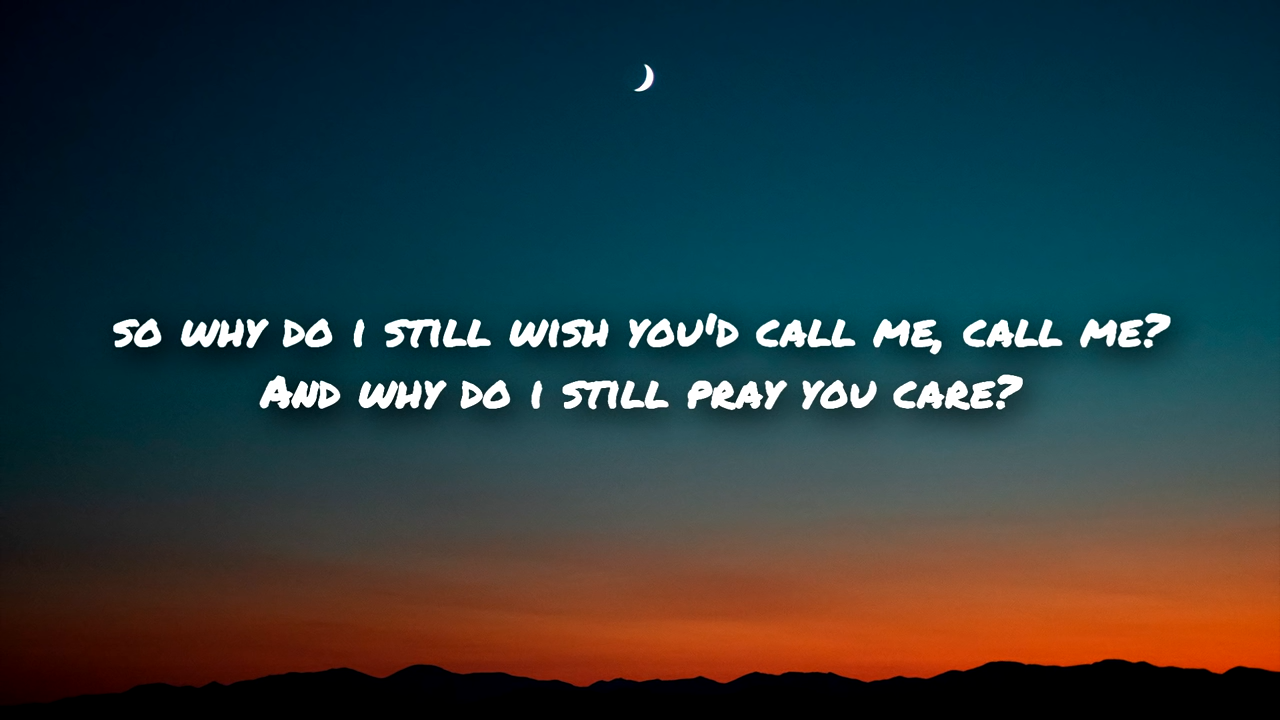 so why do i still wish you'd call me, call me?
And why do i still pray you care?